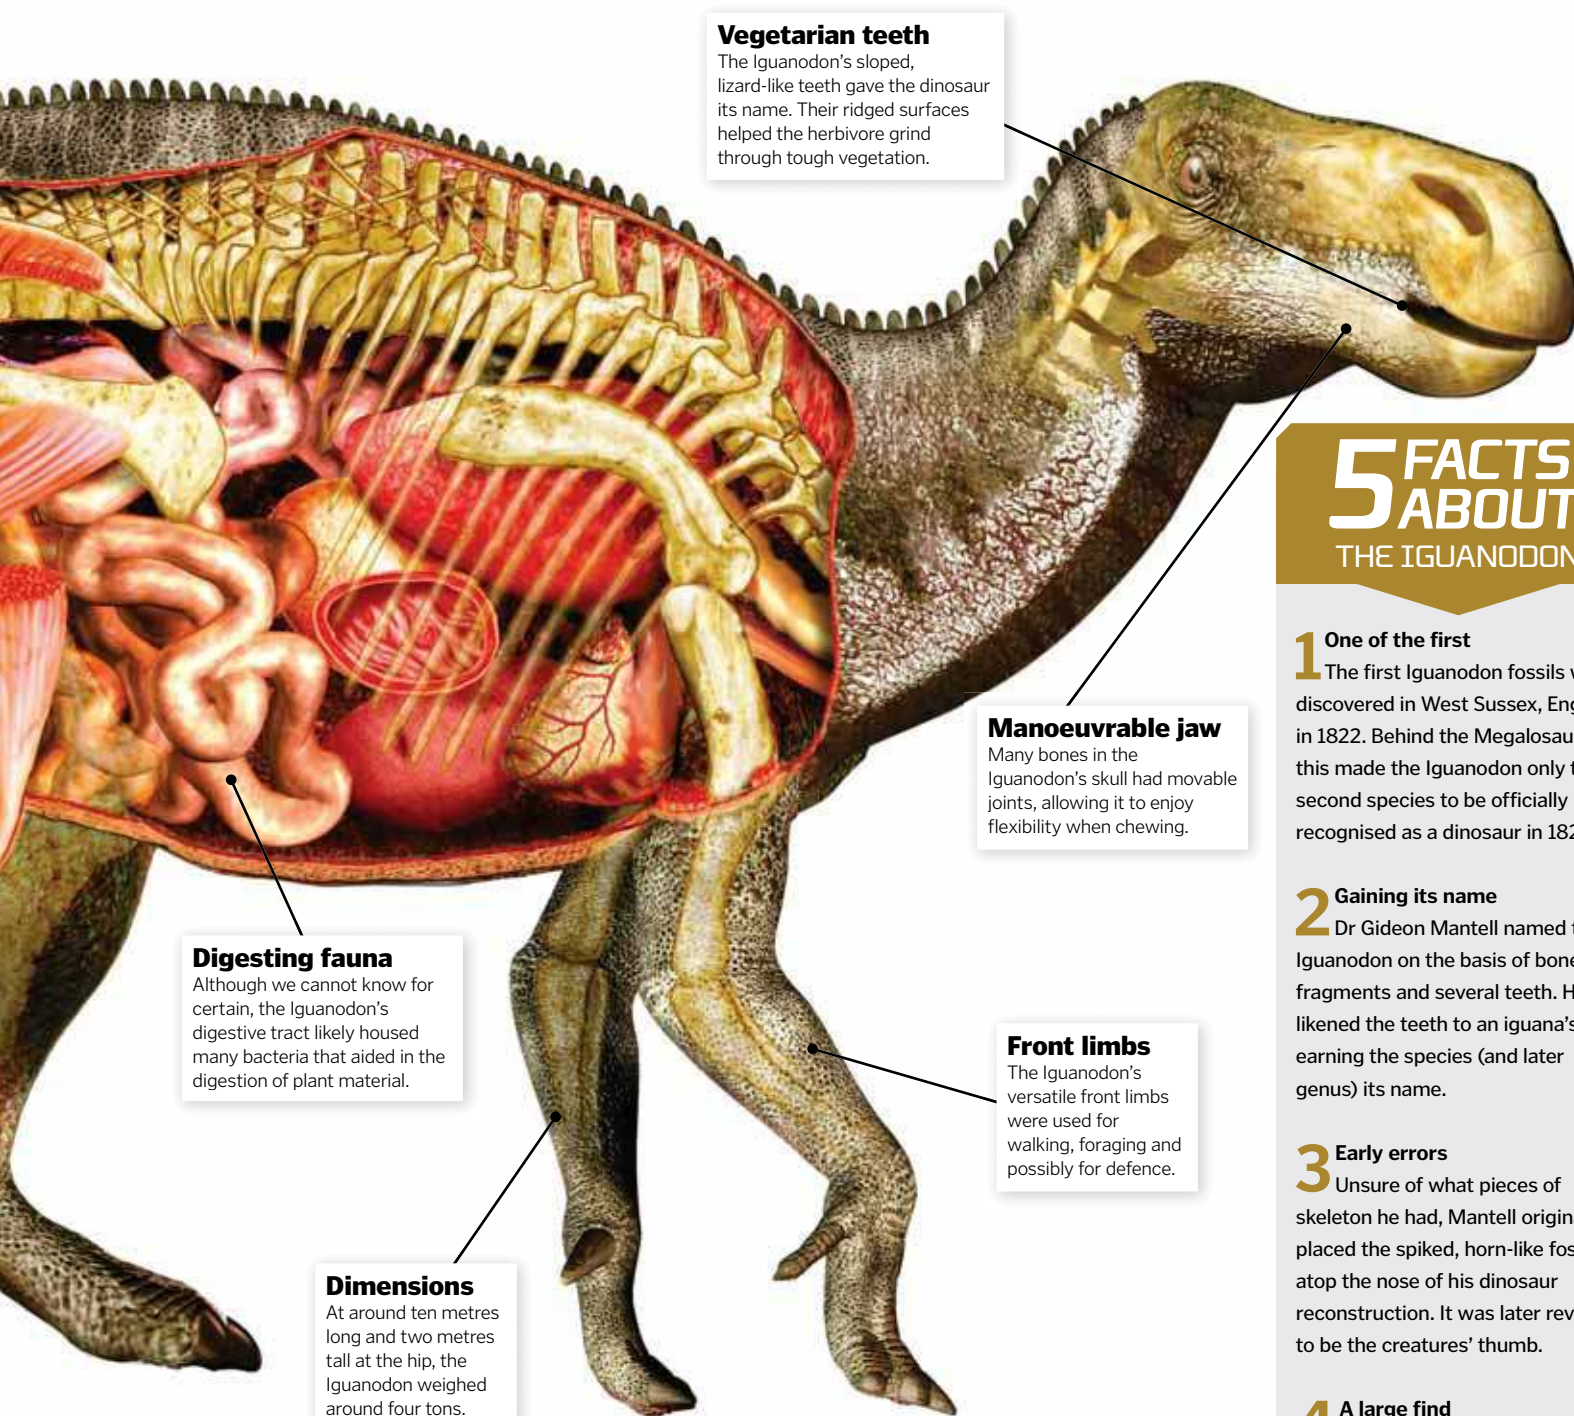 Vegetarian teeth
The Iguanodon's sloped,
lizard-like teeth gave the dinosaur
its name. Their ridged surfaces
helped the herbivore grind
through tough vegetation.
Manoeuvrable jaw
Many bones in the
Iguanodon's skull had movable
joints, allowing it to enjoy
flexibility when chewing.
Digesting fauna
Although we cannot know for
certain, the Iguanodon's
digestive tract likely housed
many bacteria that aided in the
digestion of plant material.
Front limbs
The Iguanodon's
versatile front limbs
were used for
walking, foraging and
possibly for defence.
Dimensions
At around ten metres
long and two metres
tall at the hip, the
Iguanodon weighed
around four tons.
5 FACTS
ABOUT
THE IGUANODON
1 One of the first
The first Iguanodon fossils
discovered in West Sussex,
in 1822. Behind the
this made the Iguanodon only
second species to be officially
recognised as a dinosaur in
2 Gaining its name
Dr Gideon Mantell named
Iguanodon on the basis of bone
fragments and several teeth.
likened the teeth to an iguana's
earning the species (and later
genus) its name.
3 Early errors
Unsure of what pieces of
skeleton he had, Mantell
placed the spiked, horn-like
atop the nose of his dinosaur
reconstruction. It was later
to be the creatures' thumb.
4 A large find